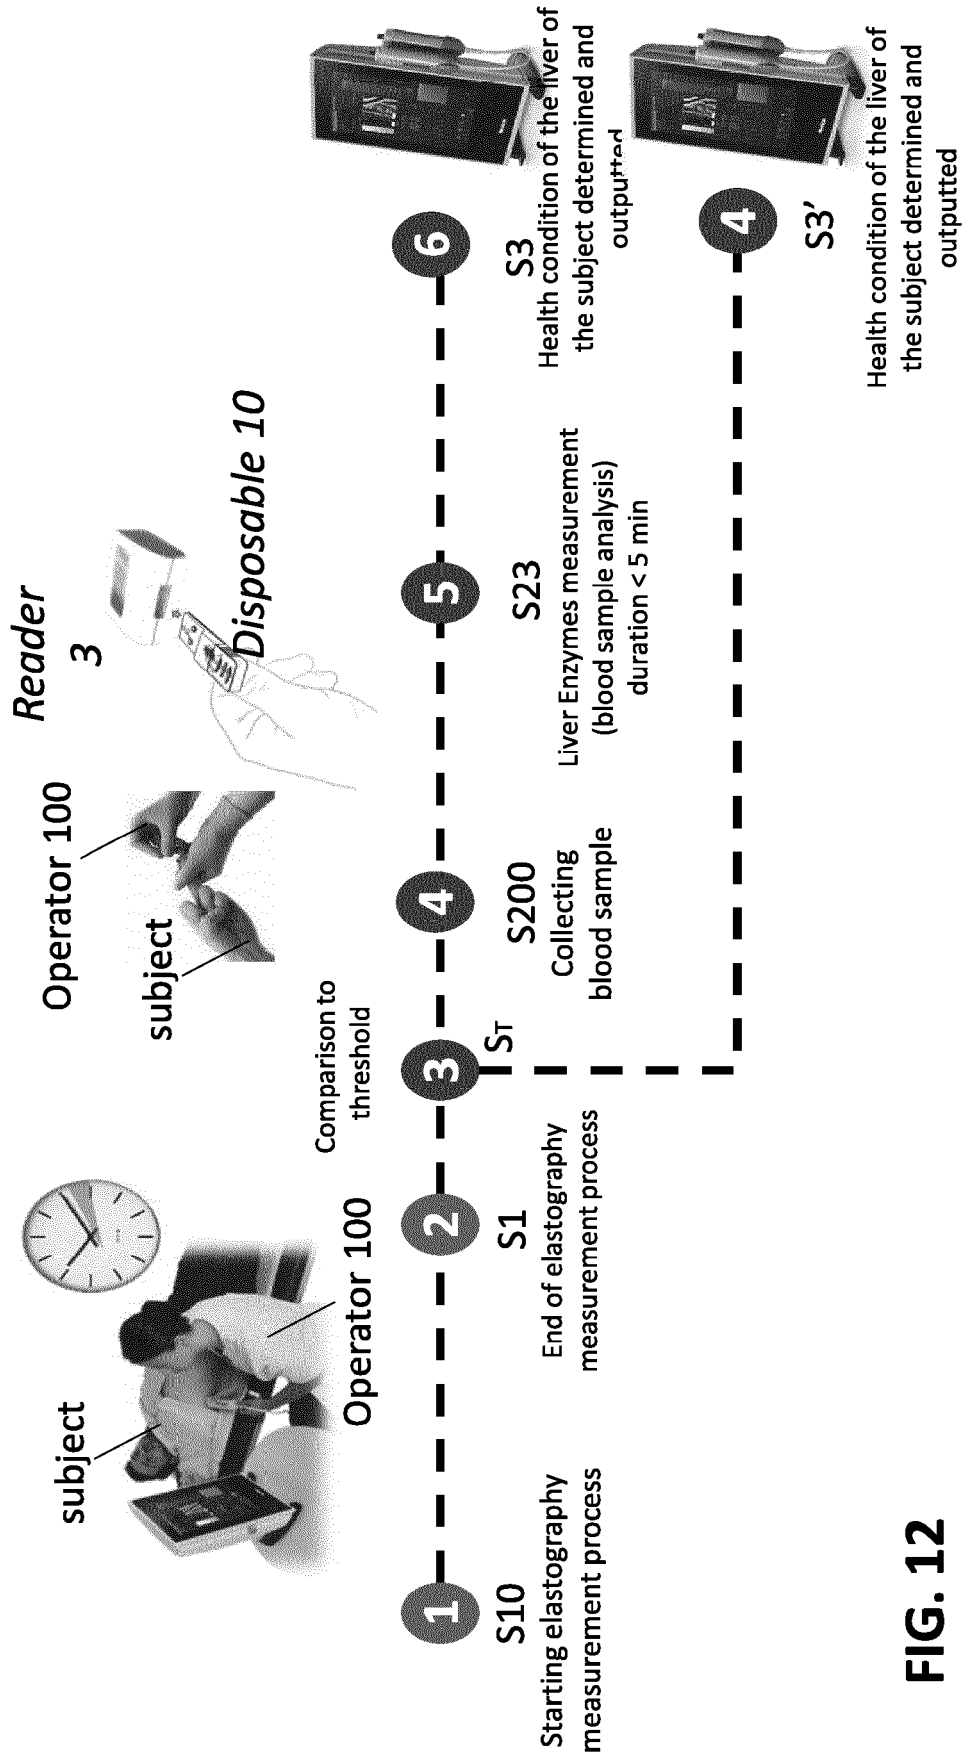 subject
Operator 100
Operator 100
subject
Reader
3
Disposable 10
Comparison to
threshold
1
2
3
4
5
6
S10
Starting elastography
measurement process
S1
End of elastography
measurement process
ST
S200
Collecting
blood sample
S23
Liver Enzymes measurement
(blood sample analysis)
duration < 5 min
S3
Health condition of the liver of
the subject determined and
outputted
4
S3'
Health condition of the liver of
the subject determined and
outputted
FIG. 12